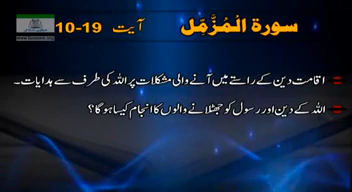 سورة الْمُزَّمِّل آیت 10-19
اقامت دین کے راستے میں آنے والی مشکلات پر اللہ کی طرف سے ہدایات۔
اللہ کے دین اور رسول کو جھٹلانے والوں کا انجام کیسا ہوگا؟